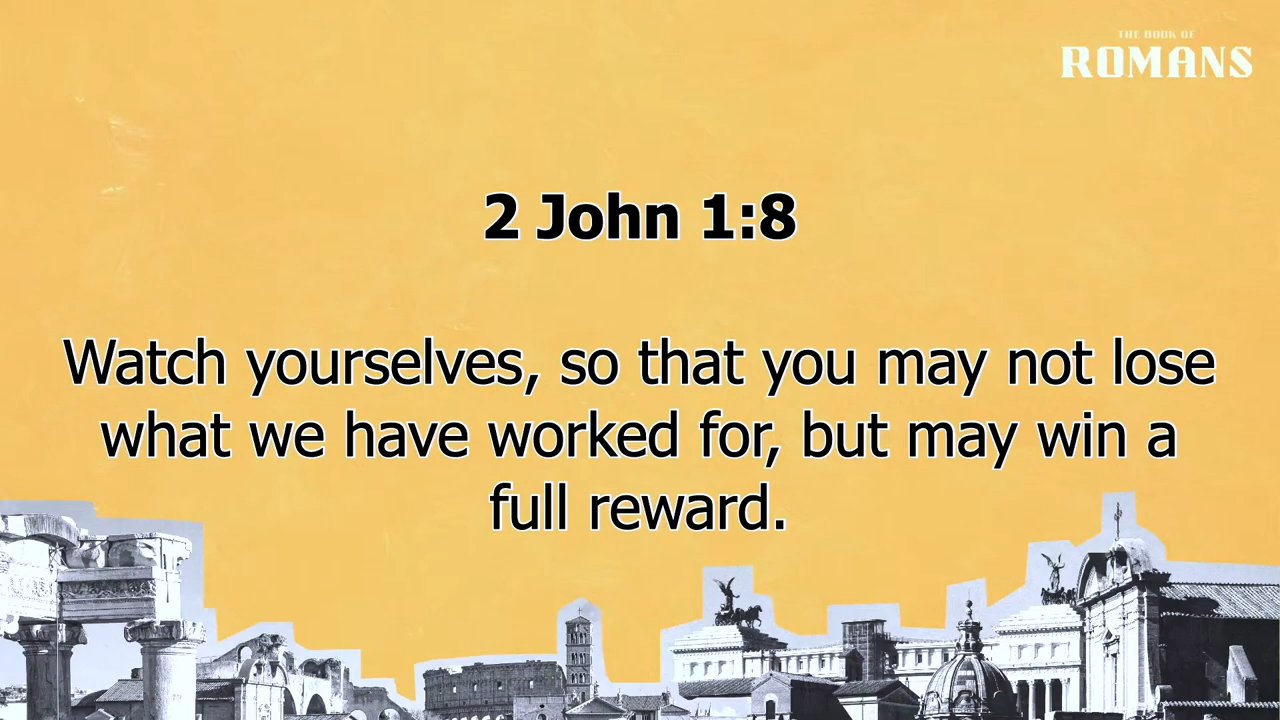 THE BOOK OF
ROMANS
2 John 1:8
Watch yourselves, so that you may not lose
what we have worked for, but may win a
full reward.